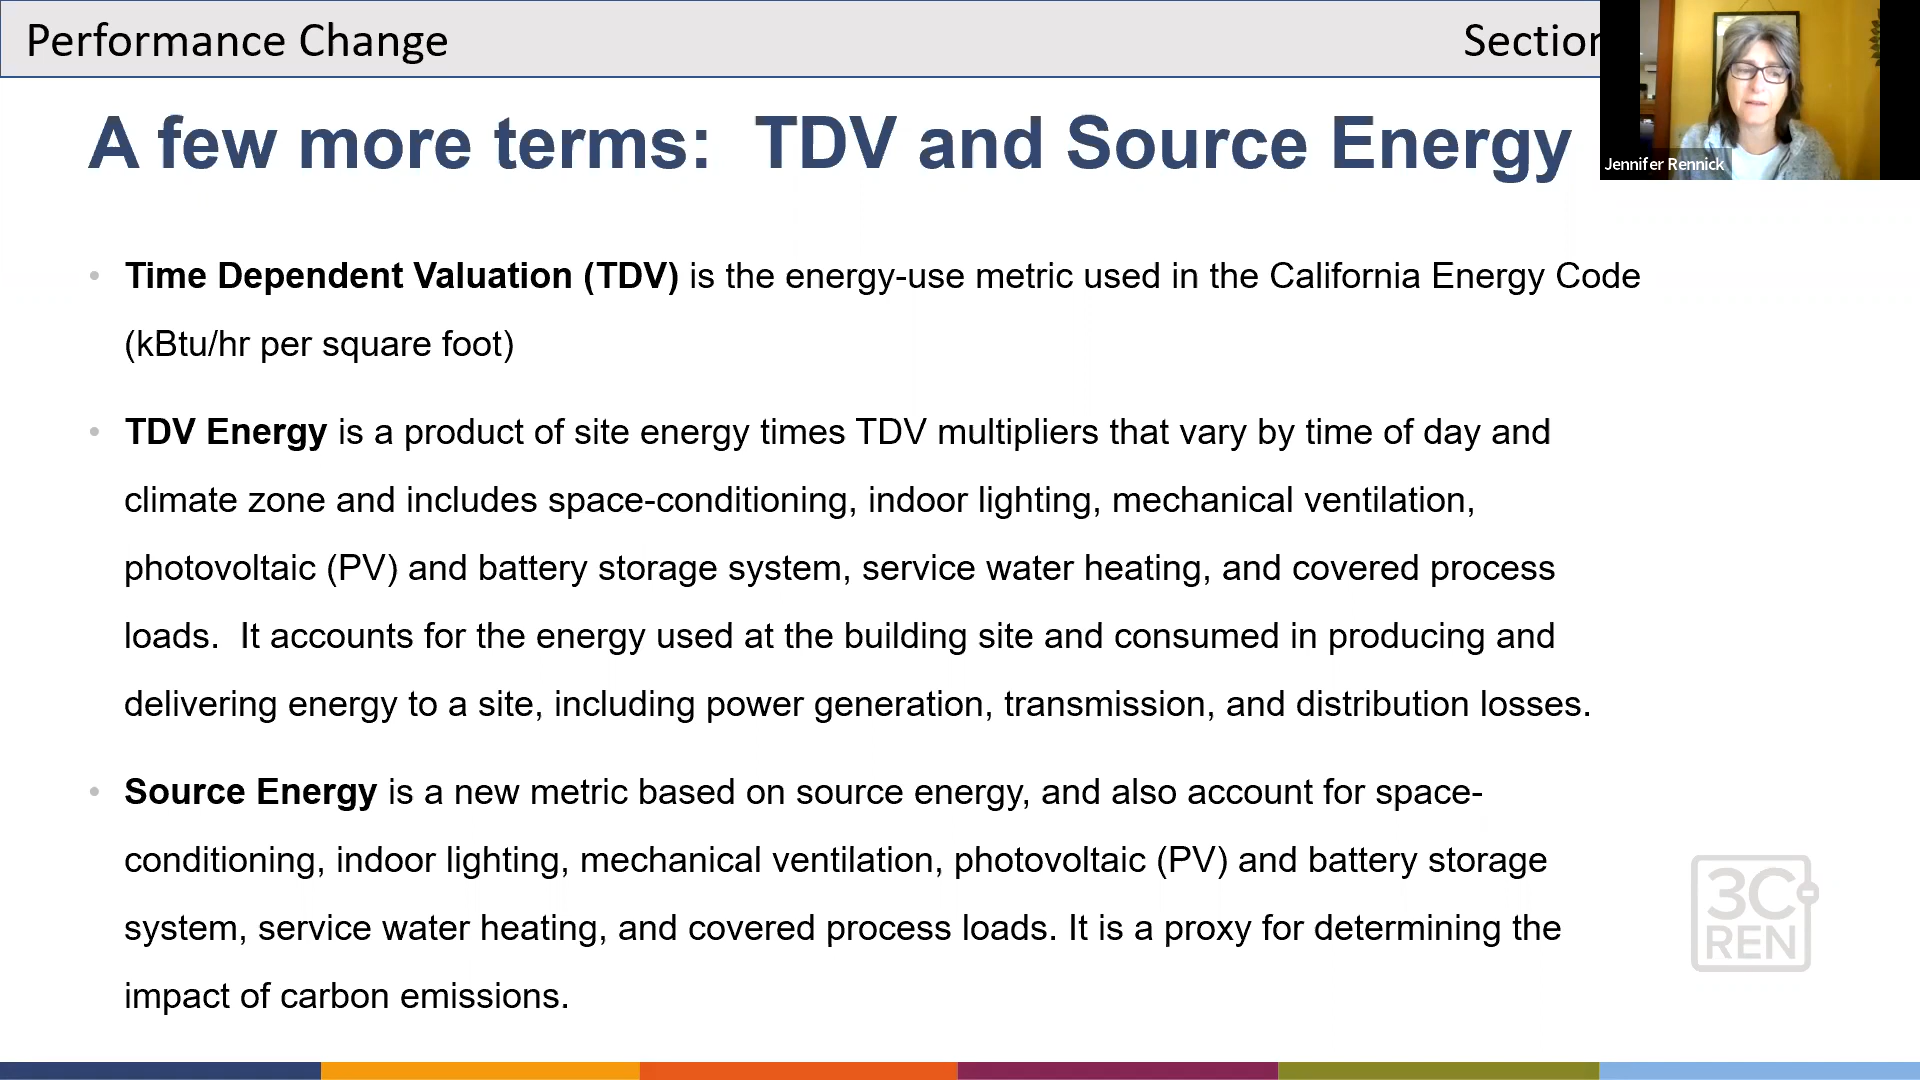 Performance Change
Section
Jennifer Rennick
A few more terms:  TDV and Source Energy
• Time Dependent Valuation (TDV) is the energy-use metric used in the California Energy Code
(kBtu/hr per square foot)
• TDV Energy is a product of site energy times TDV multipliers that vary by time of day and
climate zone and includes space-conditioning, indoor lighting, mechanical ventilation,
photovoltaic (PV) and battery storage system, service water heating, and covered process
loads.  It accounts for the energy used at the building site and consumed in producing and
delivering energy to a site, including power generation, transmission, and distribution losses.
• Source Energy is a new metric based on source energy, and also account for space-
conditioning, indoor lighting, mechanical ventilation, photovoltaic (PV) and battery storage
system, service water heating, and covered process loads. It is a proxy for determining the
impact of carbon emissions.
3C
REN